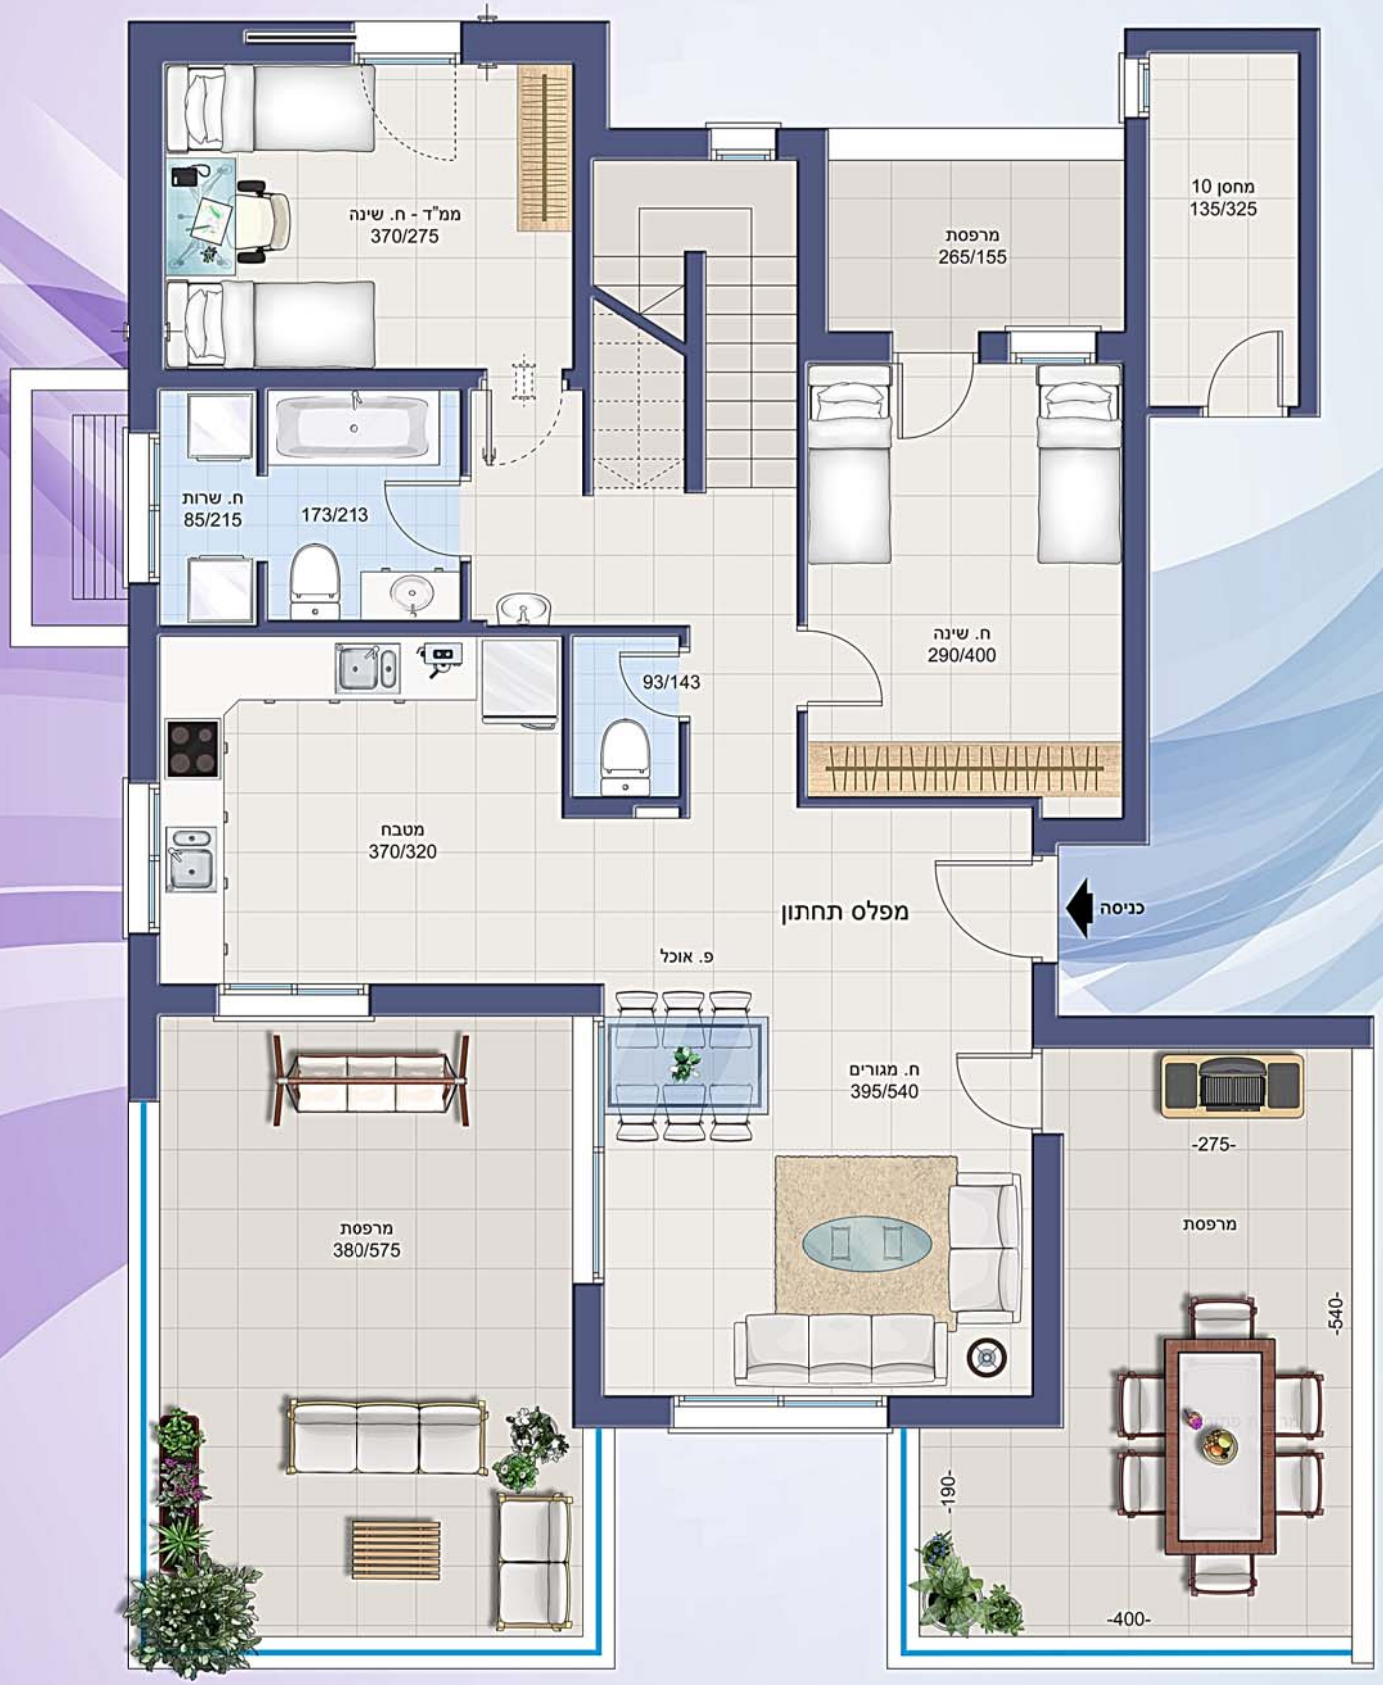 ממ"ד - ח. שינה
370/275
מחסן 10
135/325
מרפסת
265/155
ח. שרות
85/215
173/213
ח. שינה
290/400
93/143
מטבח
370/320
מפלס תחתון
כניסה
פ. אוכל
ח. מגורים
395/540
-275-
מרפסת
מרפסת
380/575
-540-
-190-
-400-